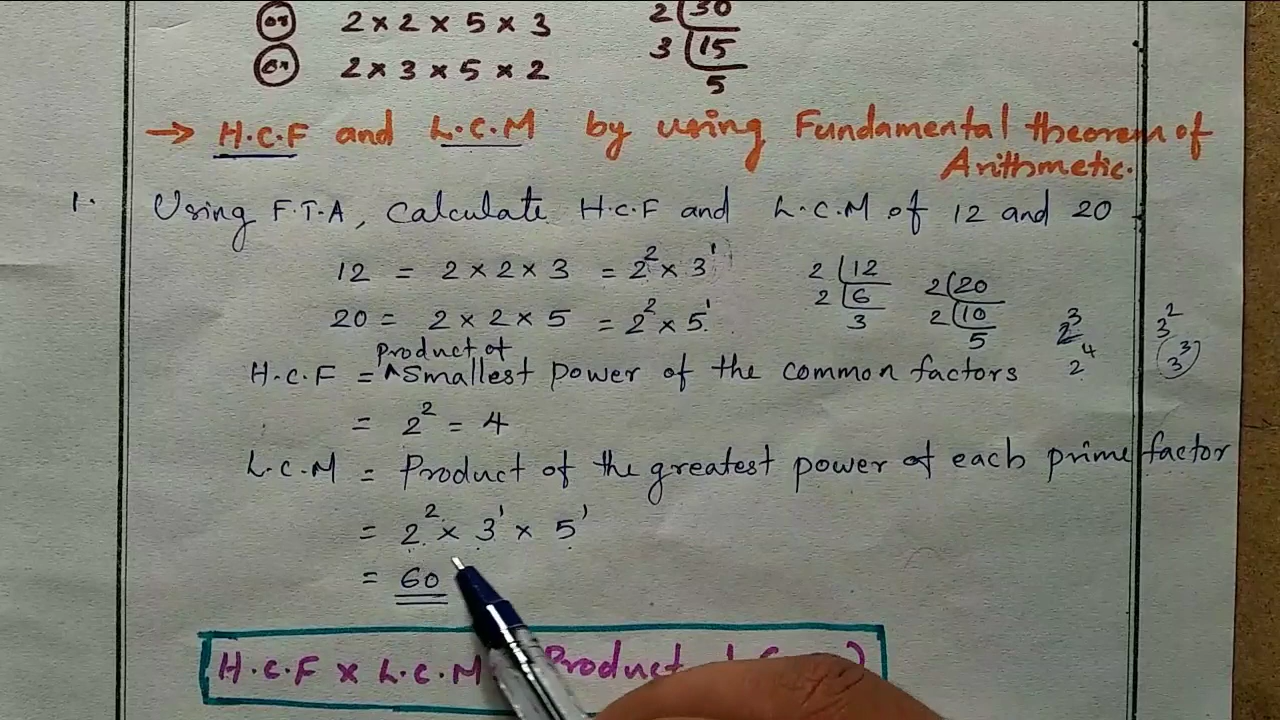 or 2 × 2 × 5 × 3
or 2 × 3 × 5 × 2
2 30
3 15
5
→ H.C.F and L.C.M by using Fundamental theorem of
Arithmetic.
1. Using F.T.A, Calculate H.C.F and L.C.M of 12 and 20
12 = 2 × 2 × 3 = 2² × 3¹
20 = 2 × 2 × 5 = 2² × 5¹
2 12
2 6
3
2 20
2 10
5
2³
2⁴
3²
3³
Product of
H.C.F = ^ Smallest power of the common factors
= 2² = 4
L.C.M = Product of the greatest power of each prime factor
= 2² × 3¹ × 5¹
= 60
H.C.F × L.C.M Product